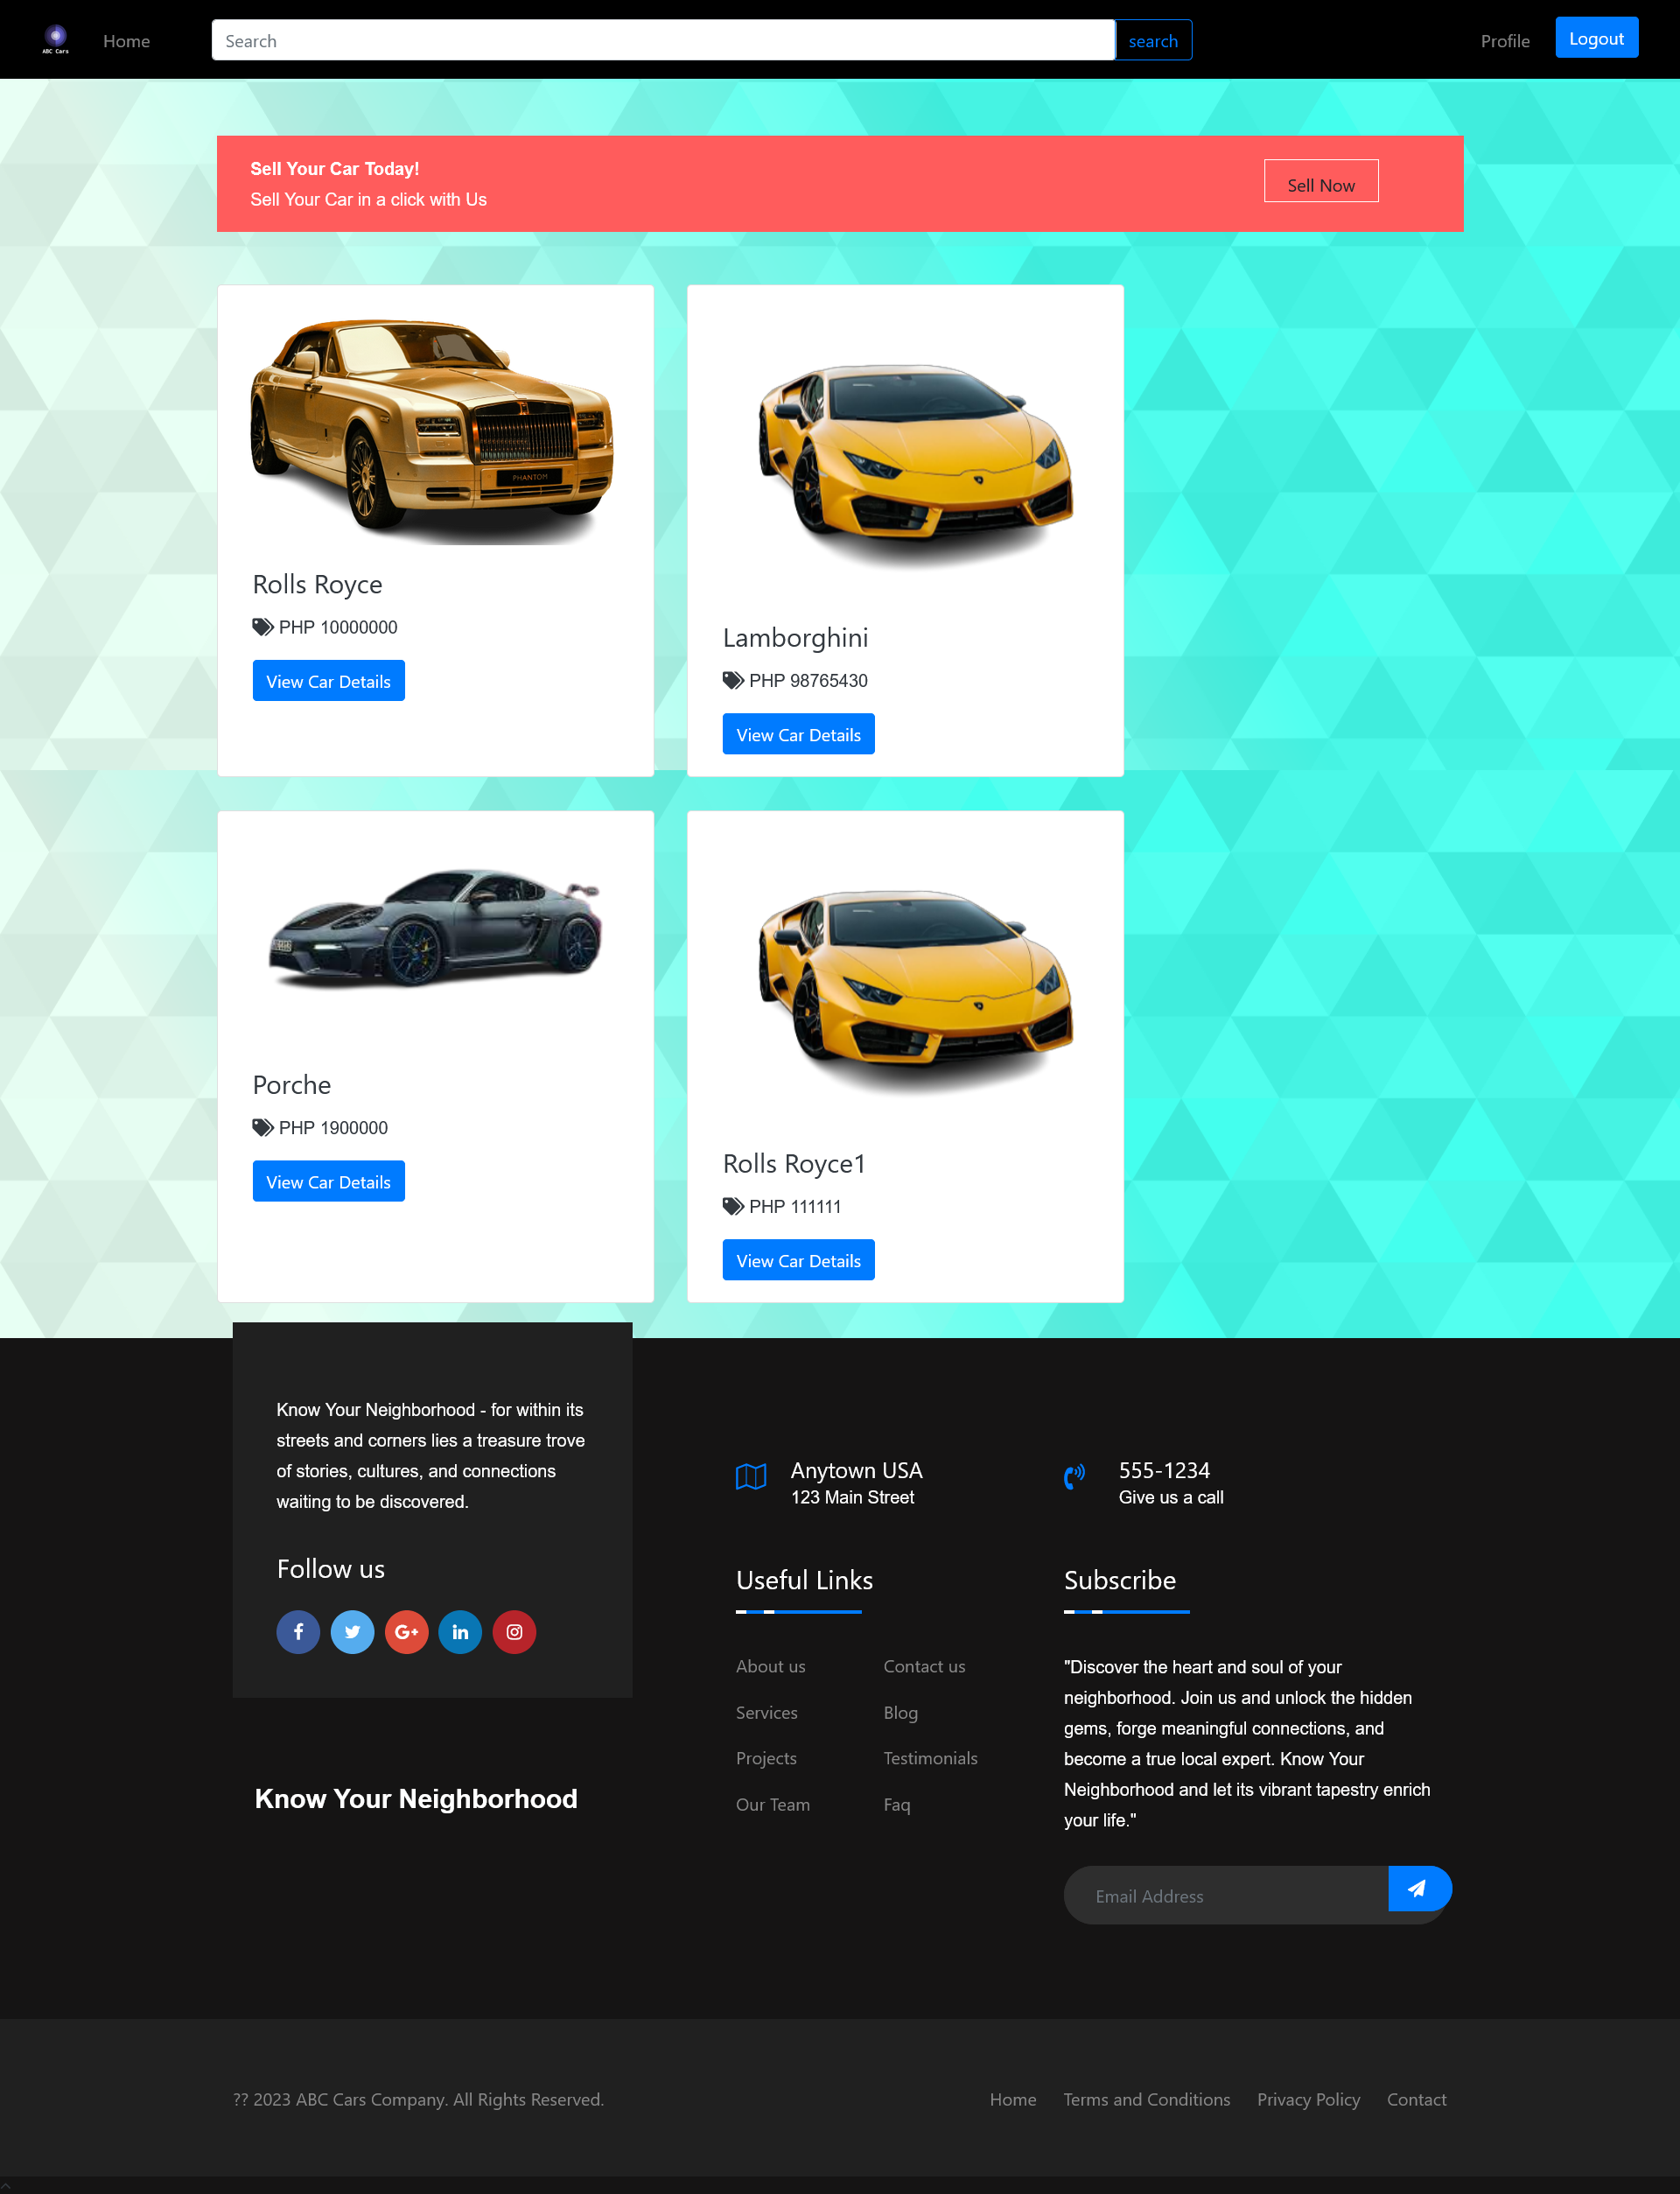 ABC Cars
Home
Search
search
Profile
Logout
Sell Your Car Today!
Sell Your Car in a click with Us
Sell Now
PHANTOM
Rolls Royce
PHP 10000000
View Car Details
Lamborghini
PHP 98765430
View Car Details
Porche
PHP 1900000
View Car Details
Rolls Royce1
PHP 111111
View Car Details
Know Your Neighborhood - for within its
streets and corners lies a treasure trove
of stories, cultures, and connections
waiting to be discovered.
Follow us
Know Your Neighborhood
Anytown USA
123 Main Street
555-1234
Give us a call
Useful Links
About us
Contact us
Services
Blog
Projects
Testimonials
Our Team
Faq
Subscribe
"Discover the heart and soul of your
neighborhood. Join us and unlock the hidden
gems, forge meaningful connections, and
become a true local expert. Know Your
Neighborhood and let its vibrant tapestry enrich
your life."
Email Address
?? 2023 ABC Cars Company. All Rights Reserved.
Home
Terms and Conditions
Privacy Policy
Contact